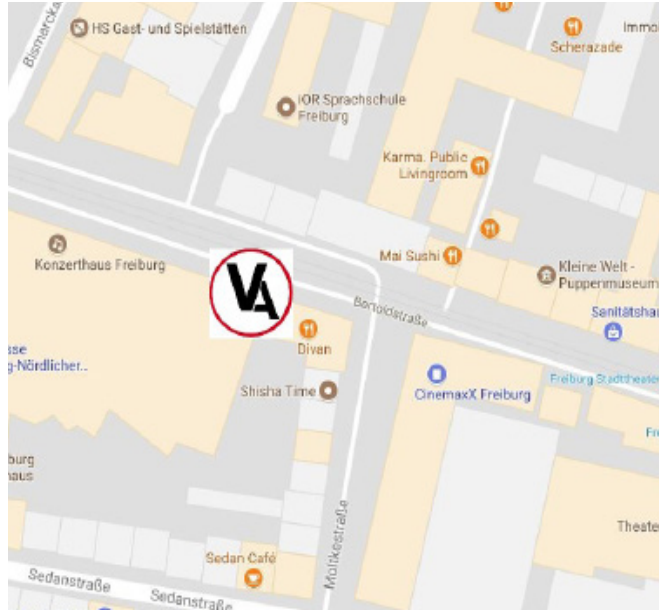 HS Gast- und Spielstätten
Bismarcka
Scherazade
Immo
IOR Sprachschule
Freiburg
Karma. Public
Livingroom
Mai Sushi
Konzerthaus Freiburg
VA
Kleine Welt -
Puppenmuseum
Bertoldstraße
Sanitätshau
Divan
sse
g-Nördlicher..
Shisha Time
CinemaxX Freiburg
Freiburg Stadttheater
Fr
burg
haus
Theate
Moltkestraße
Sedan Café
Sedanstraße
Sedanstraße